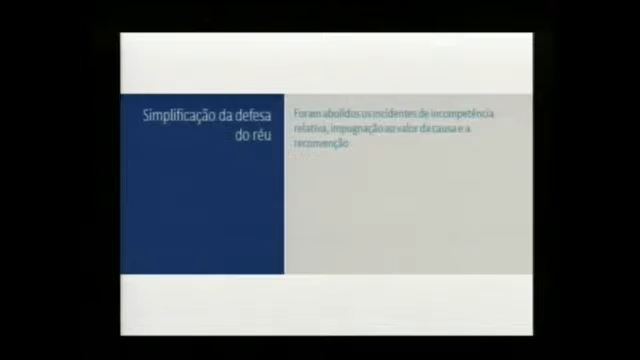 Simplificação da defesa
do réu
Foram abolidos os incidentes de incompetência
relativa, impugnação ao valor da causa e a
reconvenção